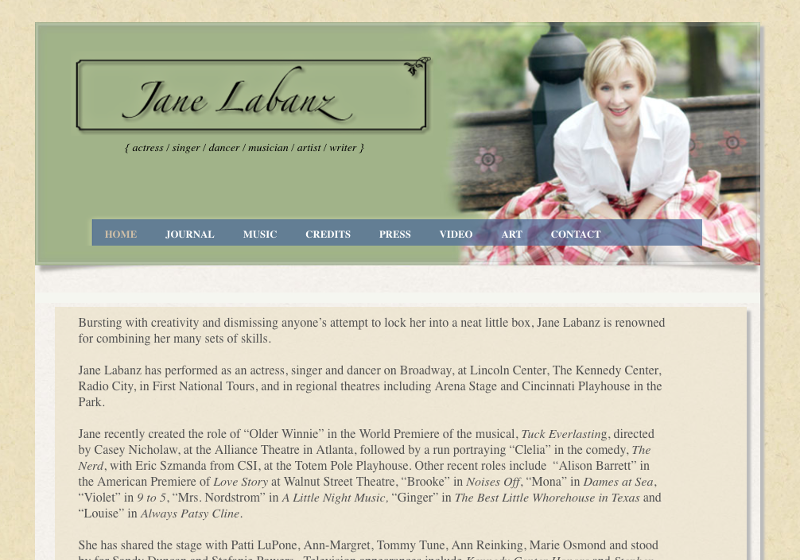 Jane Labanz
{ actress / singer / dancer / musician / artist / writer }
HOME JOURNAL MUSIC CREDITS PRESS VIDEO ART CONTACT
Bursting with creativity and dismissing anyone’s attempt to lock her into a neat little box, Jane Labanz is renowned
for combining her many sets of skills.
Jane Labanz has performed as an actress, singer and dancer on Broadway, at Lincoln Center, The Kennedy Center,
Radio City, in First National Tours, and in regional theatres including Arena Stage and Cincinnati Playhouse in the
Park.
Jane recently created the role of “Older Winnie” in the World Premiere of the musical, Tuck Everlasting, directed
by Casey Nicholaw, at the Alliance Theatre in Atlanta, followed by a run portraying “Clelia” in the comedy, The
Nerd, with Eric Szmanda from CSI, at the Totem Pole Playhouse. Other recent roles include “Alison Barrett” in
the American Premiere of Love Story at Walnut Street Theatre, “Brooke” in Noises Off, “Mona” in Dames at Sea,
“Violet” in 9 to 5, “Mrs. Nordstrom” in A Little Night Music, “Ginger” in The Best Little Whorehouse in Texas and
“Louise” in Always Patsy Cline.
She has shared the stage with Patti LuPone, Ann-Margret, Tommy Tune, Ann Reinking, Marie Osmond and stood